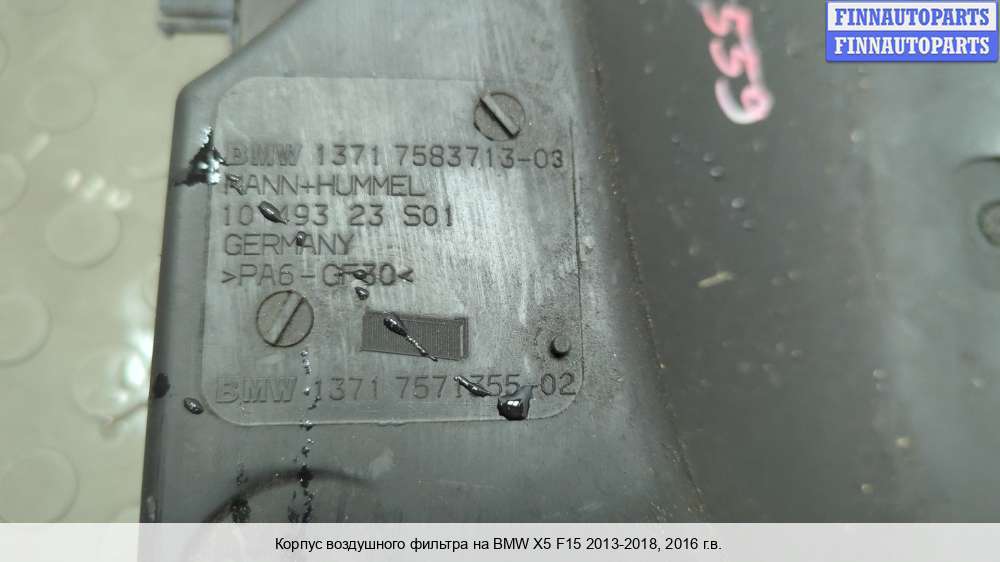 FINNAUTOPARTS
FINNAUTOPARTS
559
BMW 1371 7583713-03
MANN+HUMMEL
10 493 23 S01
GERMANY
>PA6-GF30<
BMW 1371 7571355-02
Корпус воздушного фильтра на BMW X5 F15 2013-2018, 2016 г.в.